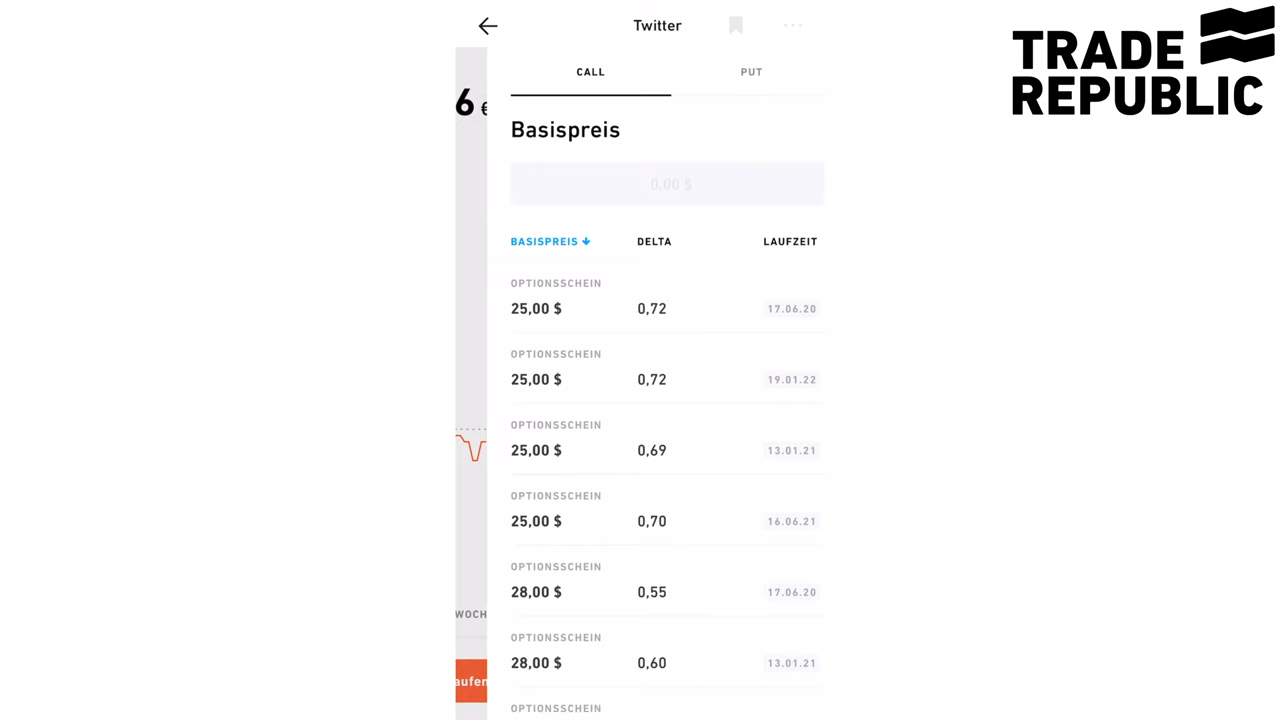 Twitter
TRADE
REPUBLIC
CALL PUT
6 €
Basispreis
0,00 $
BASISPREIS DELTA LAUFZEIT
OPTIONSSCHEIN
25,00 $ 0,72 17.06.20
OPTIONSSCHEIN
25,00 $ 0,72 19.01.22
OPTIONSSCHEIN
25,00 $ 0,69 13.01.21
OPTIONSSCHEIN
25,00 $ 0,70 16.06.21
OPTIONSSCHEIN
28,00 $ 0,55 17.06.20
WOCH
OPTIONSSCHEIN
28,00 $ 0,60 13.01.21
aufen
OPTIONSSCHEIN